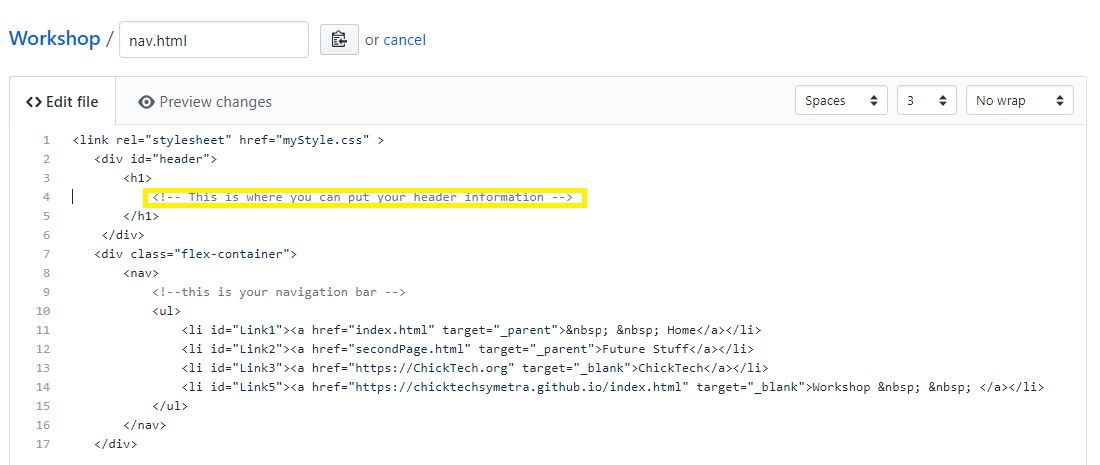 Workshop / nav.html or cancel
<> Edit file Preview changes Spaces 3 No wrap
1 <link rel="stylesheet" href="myStyle.css" >
2 <div id="header">
3 <h1>
4 <!-- This is where you can put your header information -->
5 </h1>
6 </div>
7 <div class="flex-container">
8 <nav>
9 <!--this is your navigation bar -->
10 <ul>
11 <li id="Link1"><a href="index.html" target="_parent">&nbsp; &nbsp; Home</a></li>
12 <li id="Link2"><a href="secondPage.html" target="_parent">Future Stuff</a></li>
13 <li id="Link3"><a href="https://ChickTech.org" target="_blank">ChickTech</a></li>
14 <li id="Link5"><a href="https://chicktechsymetra.github.io/index.html" target="_blank">Workshop &nbsp; &nbsp; </a></li>
15 </ul>
16 </nav>
17 </div>